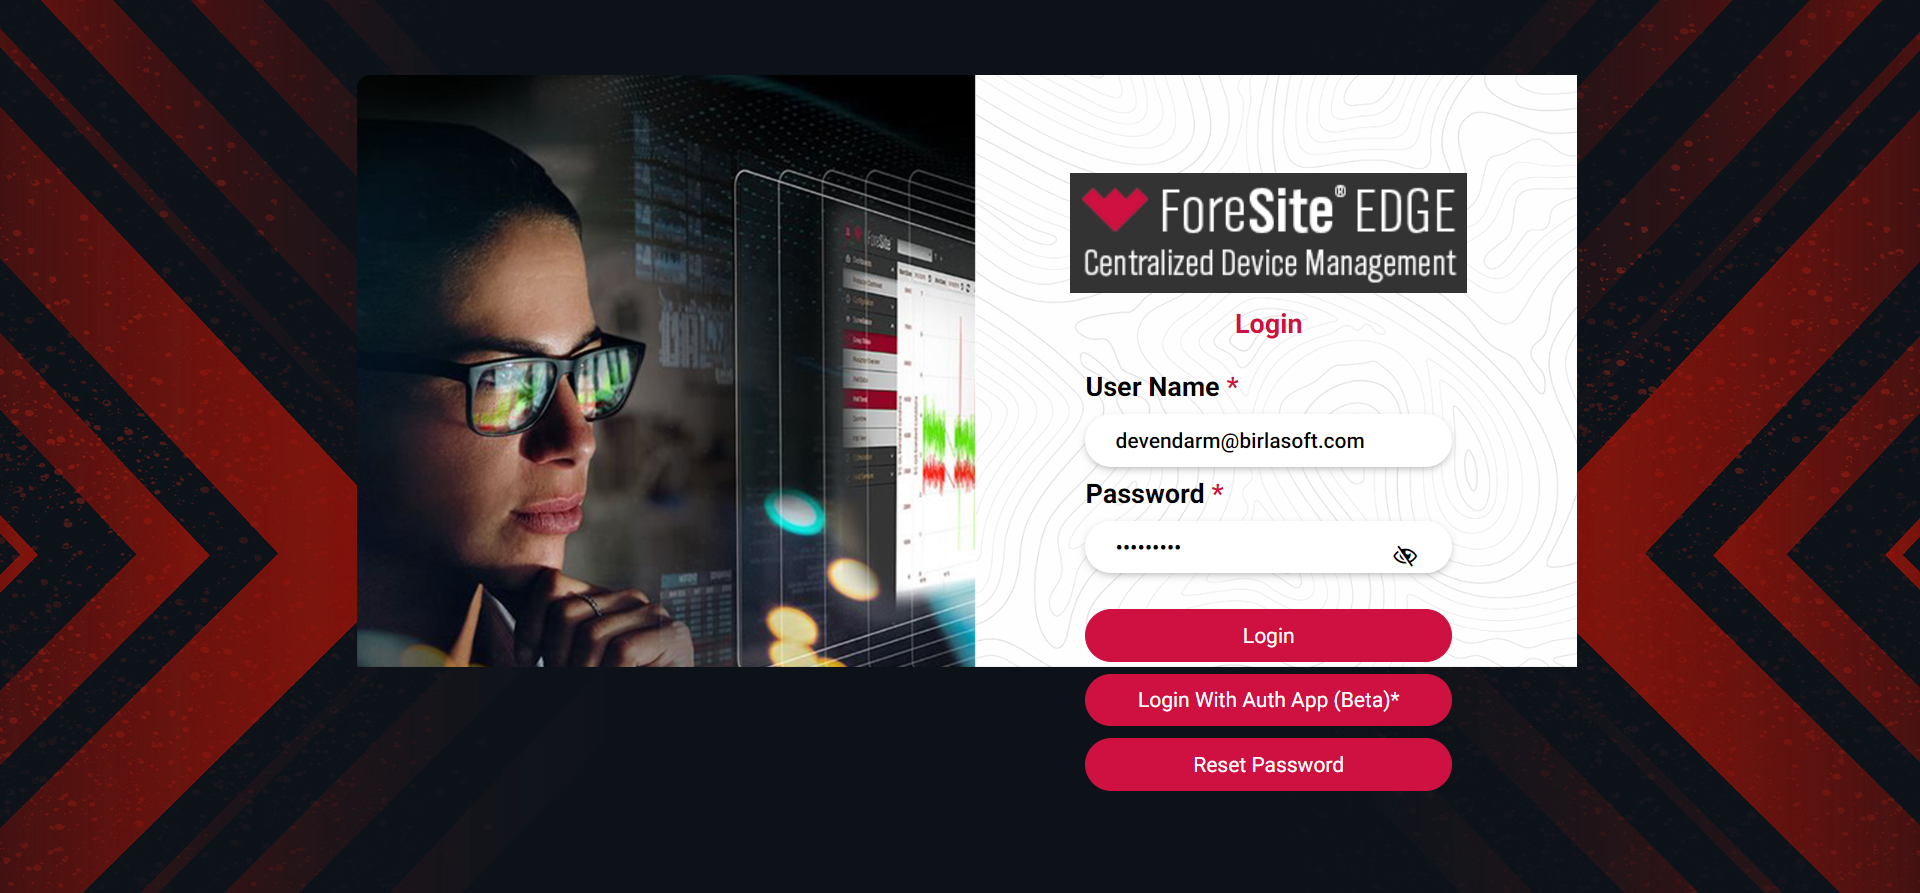 ForeSite
ForeSite® EDGE
Centralized Device Management
Login
User Name *
devendarm@birlasoft.com
Password *
•••••••••
Login
Login With Auth App (Beta)*
Reset Password